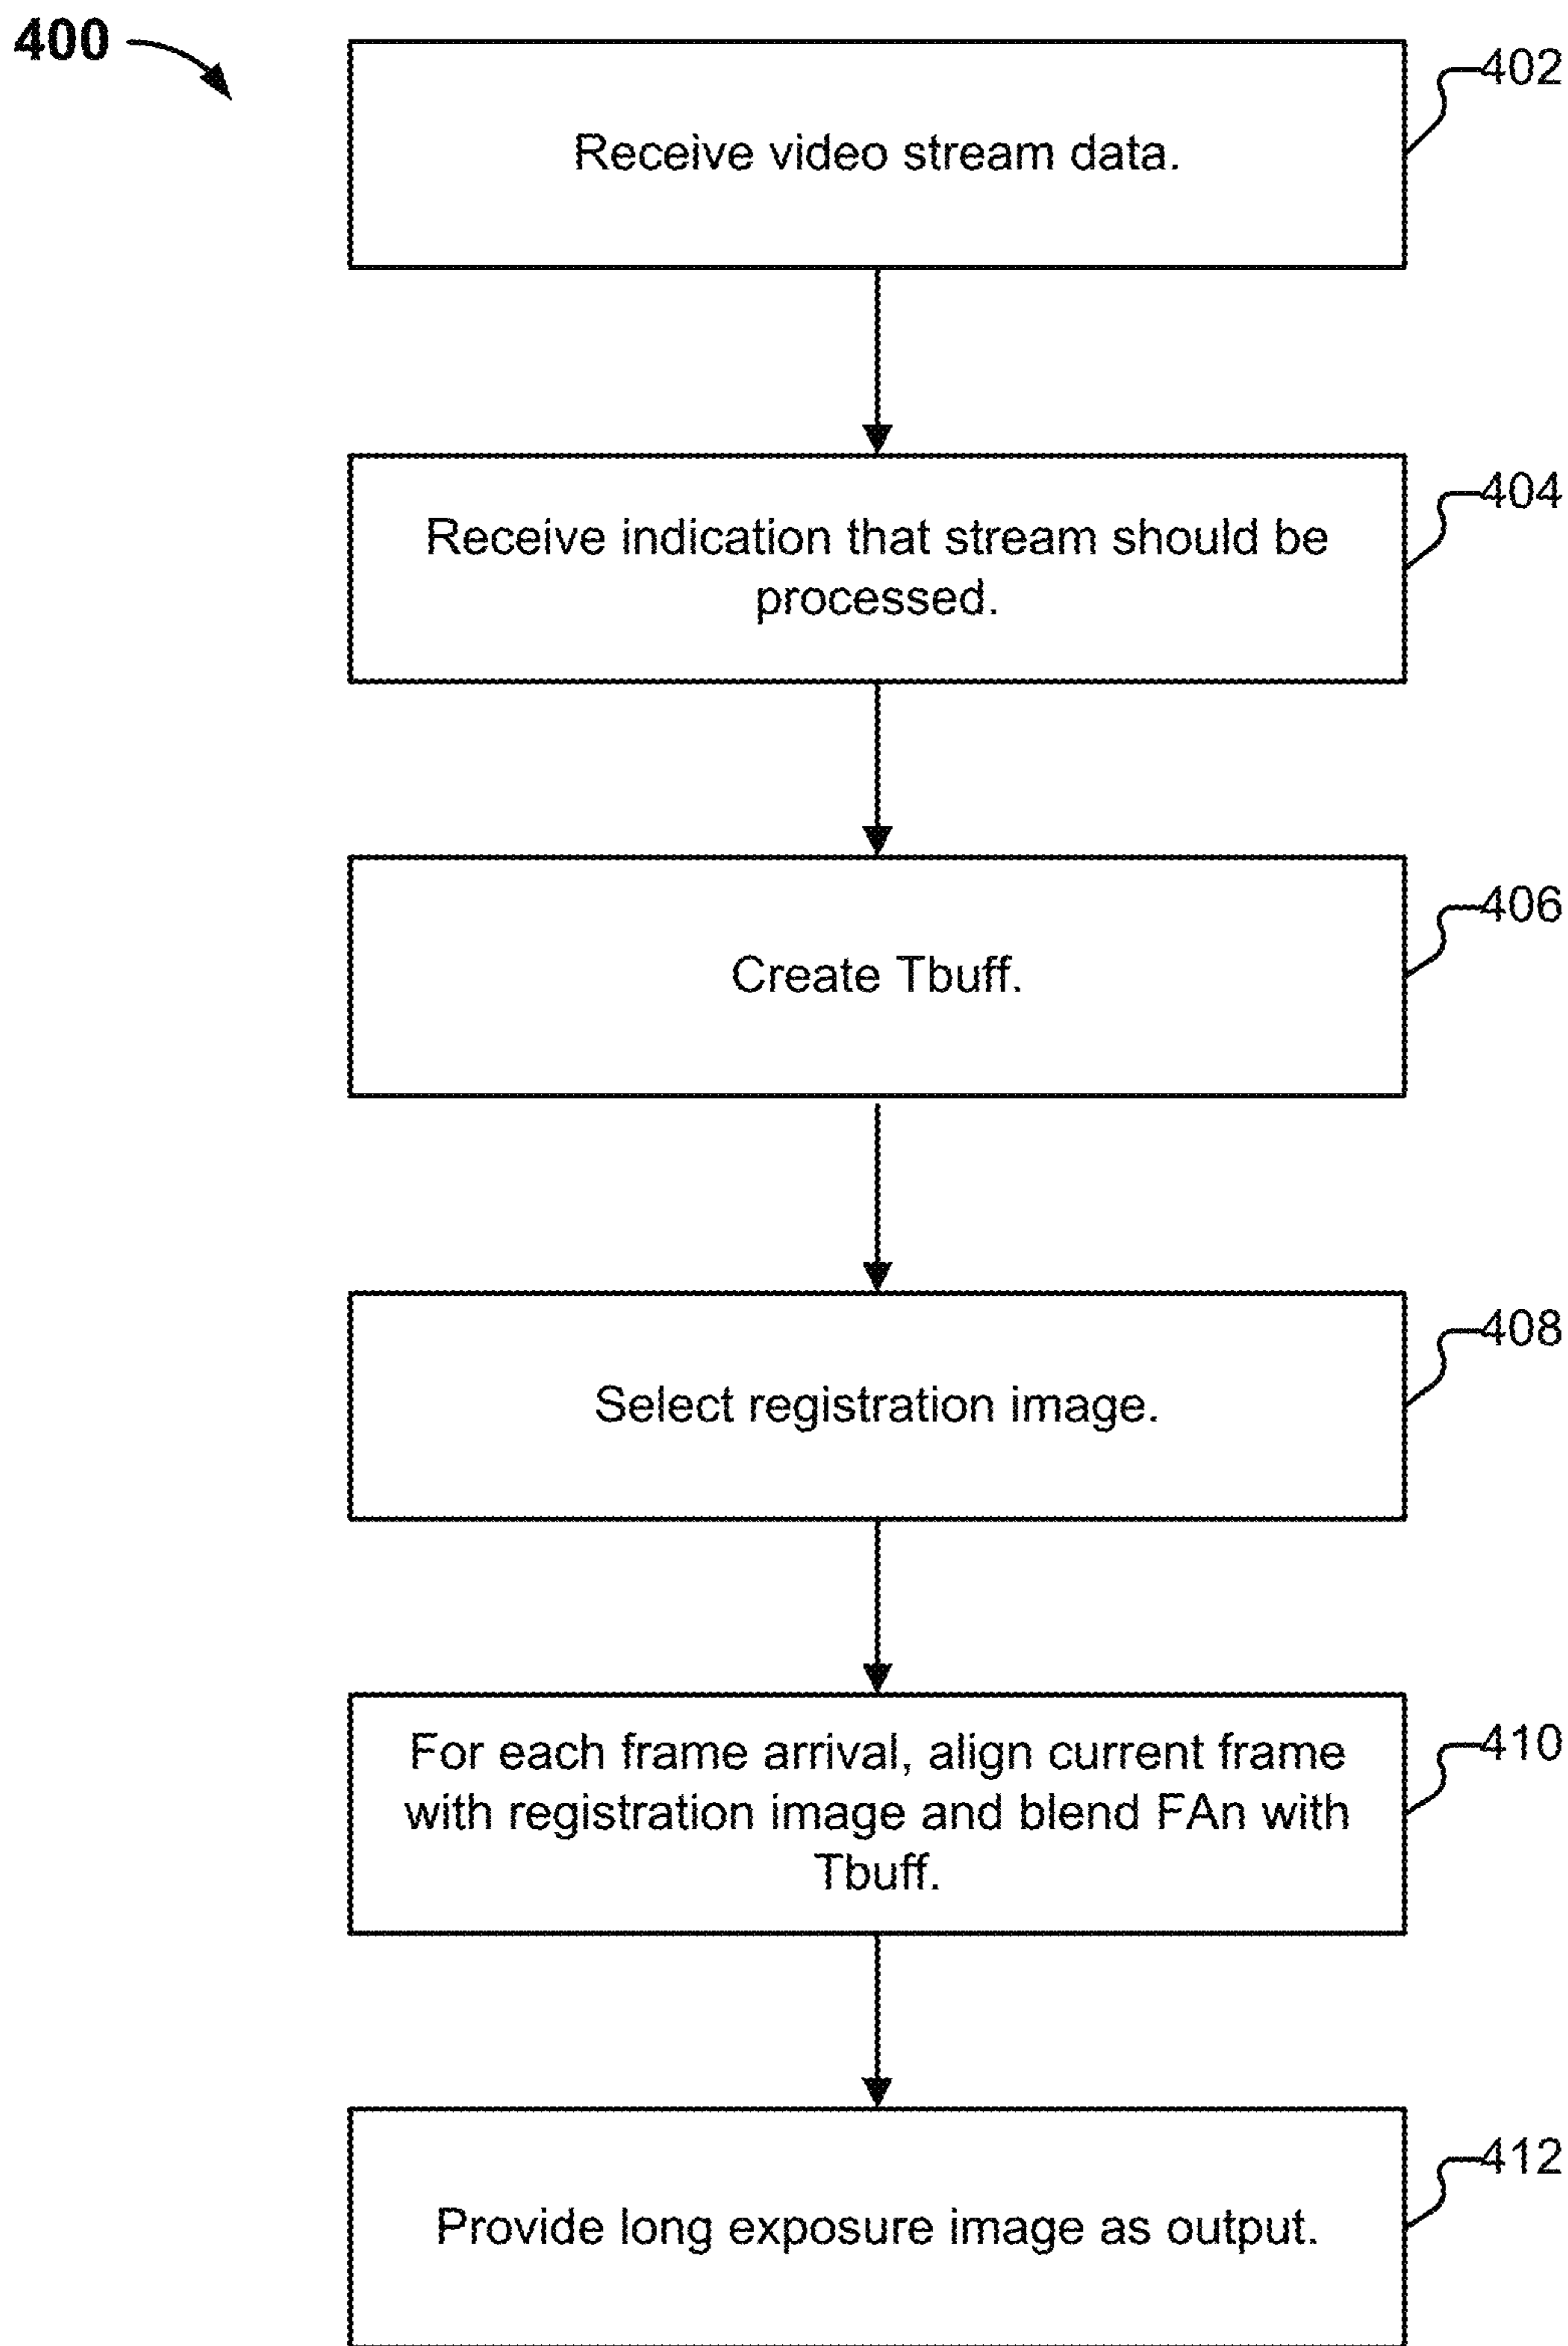 400
402
Receive video stream data.
404
Receive indication that stream should be
processed.
406
Create Tbuff.
408
Select registration image.
410
For each frame arrival, align current frame
with registration image and blend FAn with
Tbuff.
412
Provide long exposure image as output.